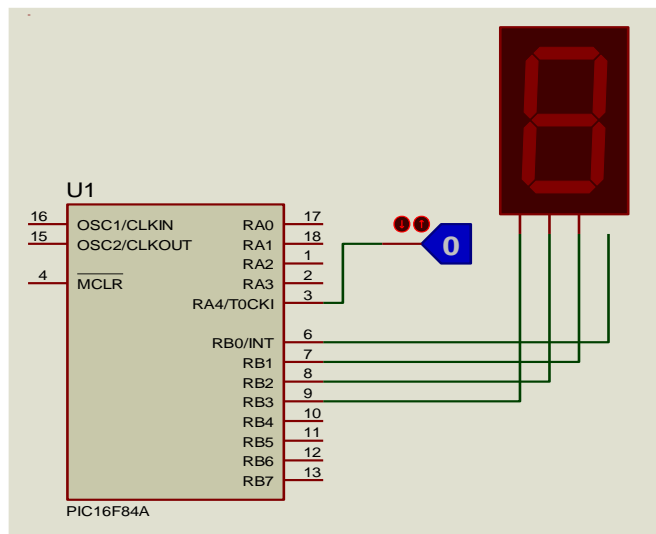 U1
16 OSC1/CLKIN RA0 17
15 OSC2/CLKOUT RA1 18
RA2 1
4 MCLR RA3 2
RA4/T0CKI 3
0
RB0/INT 6
RB1 7
RB2 8
RB3 9
RB4 10
RB5 11
RB6 12
RB7 13
PIC16F84A